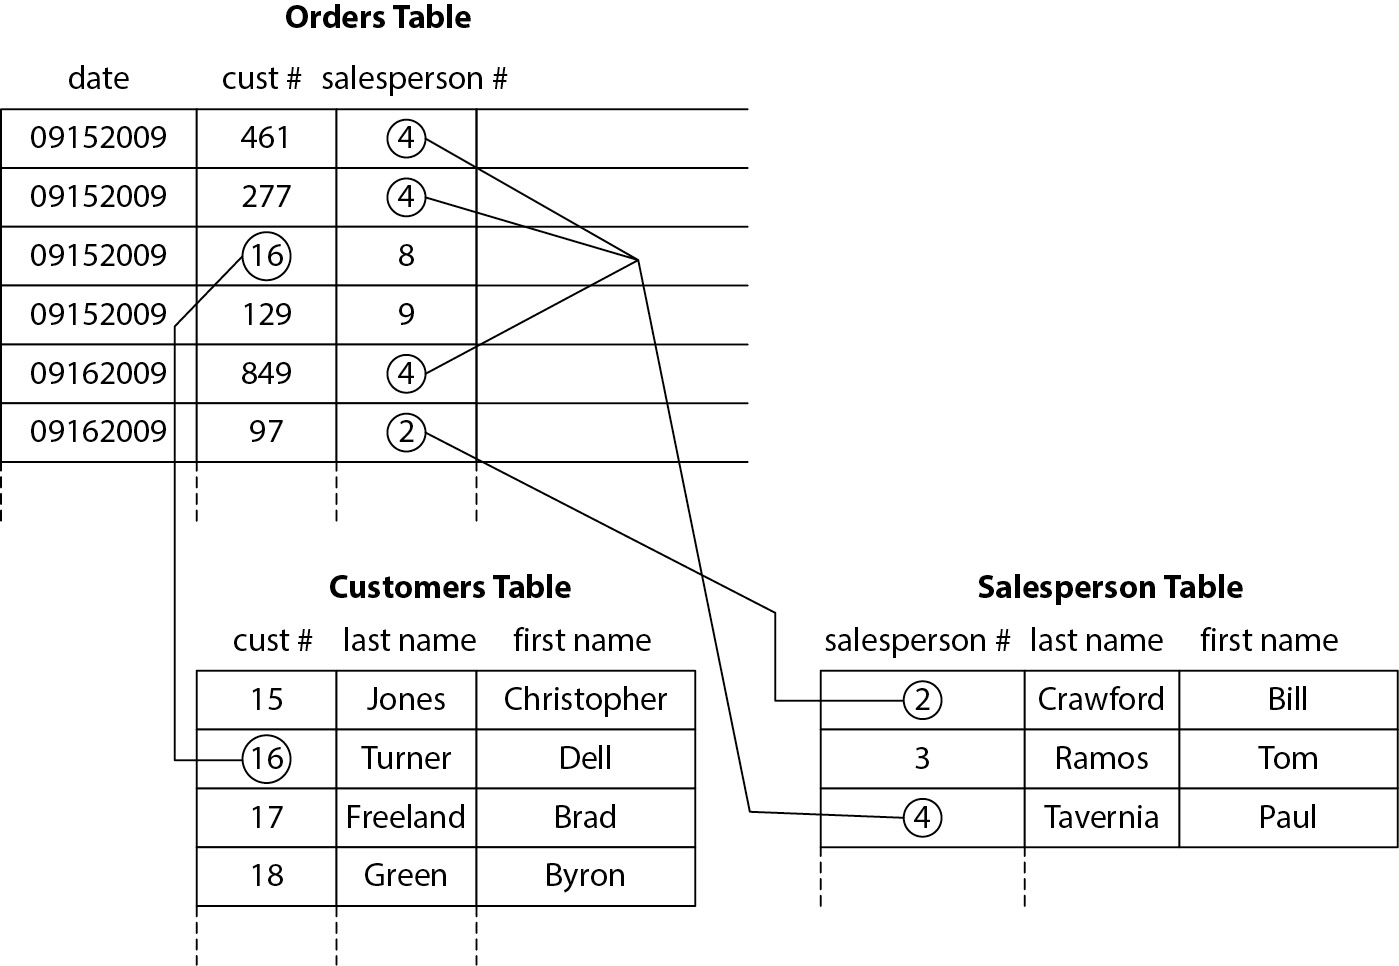 Orders Table
date cust # salesperson #
09152009 461 4
09152009 277 4
09152009 16 8
09152009 129 9
09162009 849 4
09162009 97 2
Customers Table
cust # last name first name
15 Jones Christopher
16 Turner Dell
17 Freeland Brad
18 Green Byron
Salesperson Table
salesperson # last name first name
2 Crawford Bill
3 Ramos Tom
4 Tavernia Paul